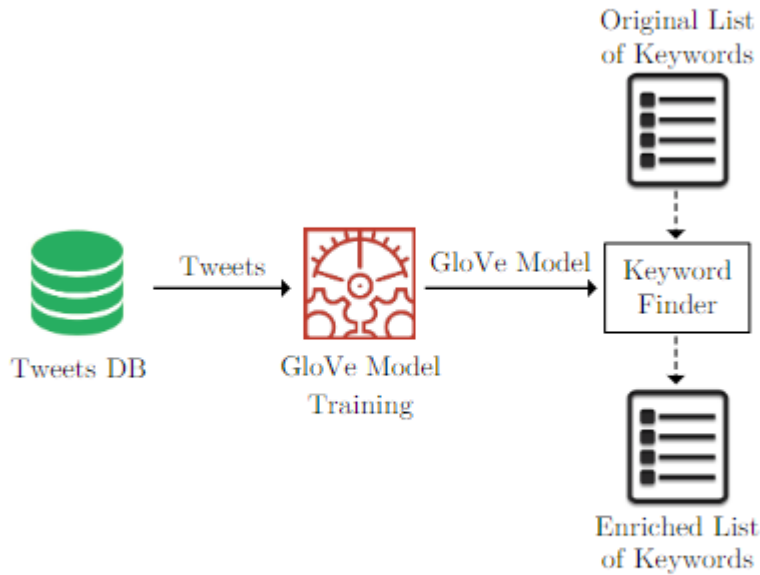 Original List
of Keywords
Tweets
GloVe Model
Keyword
Finder
Tweets DB
GloVe Model
Training
Enriched List
of Keywords